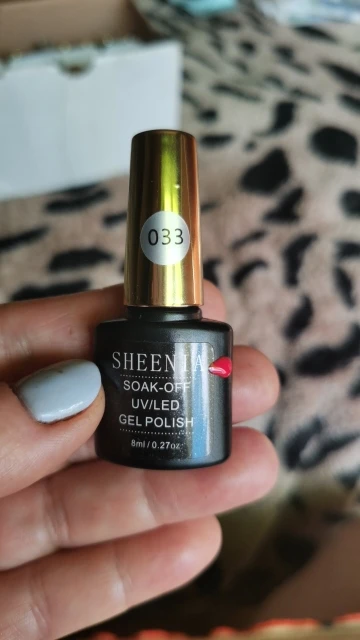 033
SHEENIA
SOAK-OFF
UV/LED
GEL POLISH
8ml / 0.27oz